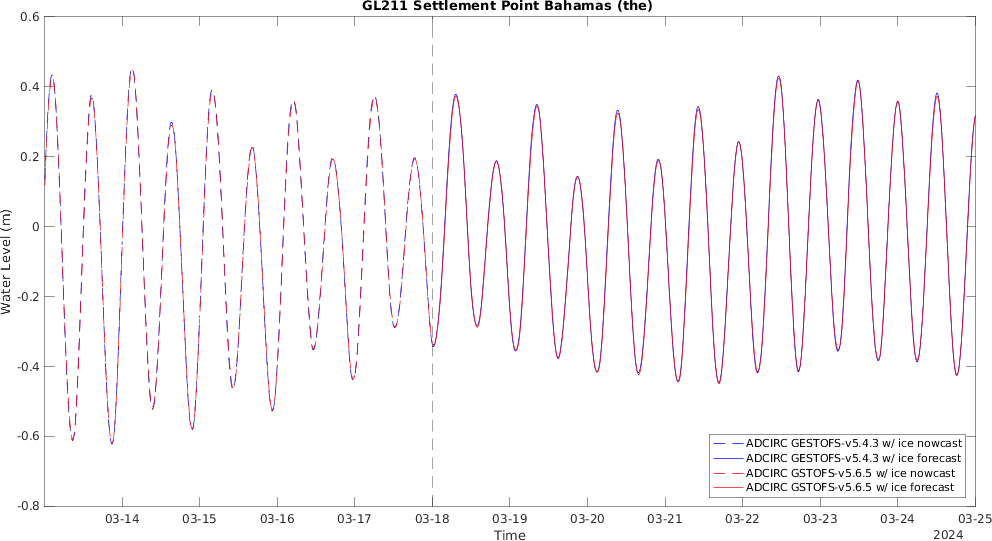 GL211 Settlement Point Bahamas (the)
0.6
0.4
0.2
0
-0.2
-0.4
-0.6
-0.8
Water Level (m)
ADCIRC GESTOFS-v5.4.3 w/ ice nowcast
ADCIRC GESTOFS-v5.4.3 w/ ice forecast
ADCIRC GSTOFS-v5.6.5 w/ ice nowcast
ADCIRC GSTOFS-v5.6.5 w/ ice forecast
03-14 03-15 03-16 03-17 03-18 03-19 03-20 03-21 03-22 03-23 03-24 03-25
Time
2024